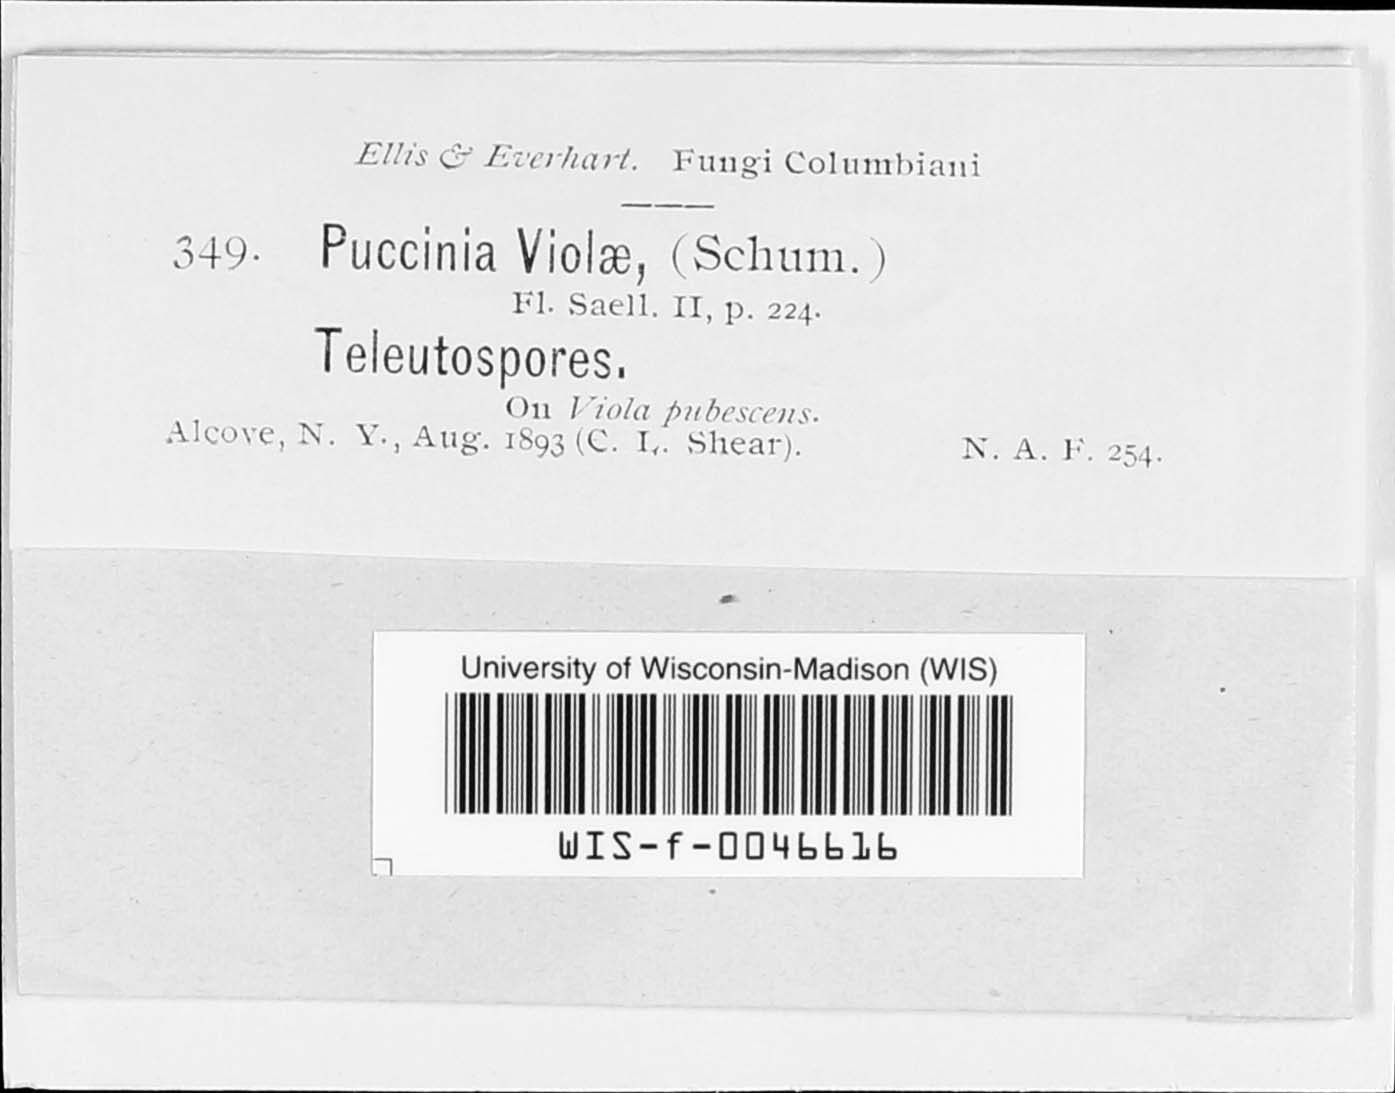 Ellis & Everhart. Fungi Columbiani
349. Puccinia Violæ, (Schum.)
Fl. Saell. II, p. 224.
Teleutospores.
On Viola pubescens.
Alcove, N. Y., Aug. 1893 (C. L. Shear). N. A. F. 254.
University of Wisconsin-Madison (WIS)
WIS-f-0046616